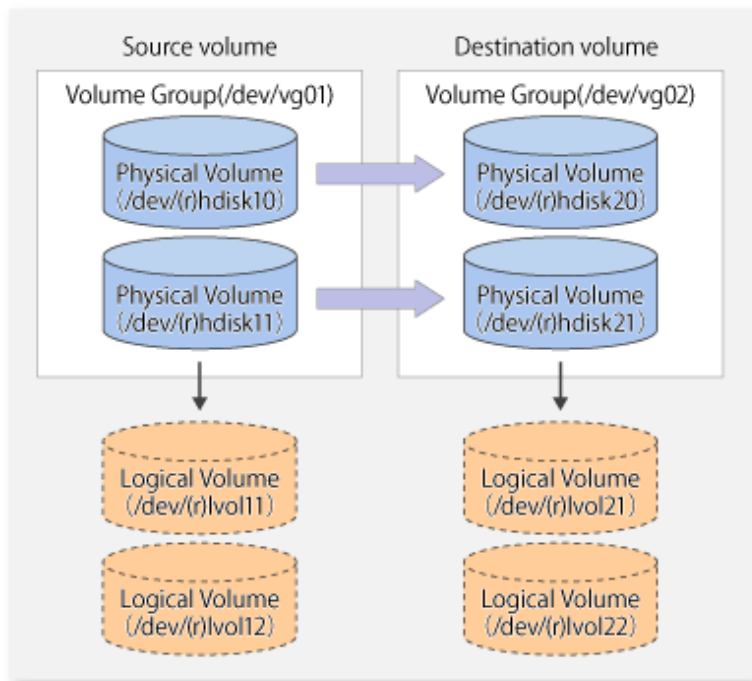 Source volume
Destination volume
Volume Group(/dev/vg01)
Volume Group(/dev/vg02)
Physical Volume
(/dev/(r)hdisk10)
Physical Volume
(/dev/(r)hdisk20)
Physical Volume
(/dev/(r)hdisk11)
Physical Volume
(/dev/(r)hdisk21)
Logical Volume
(/dev/(r)lvol11)
Logical Volume
(/dev/(r)lvol21)
Logical Volume
(/dev/(r)lvol12)
Logical Volume
(/dev/(r)lvol22)